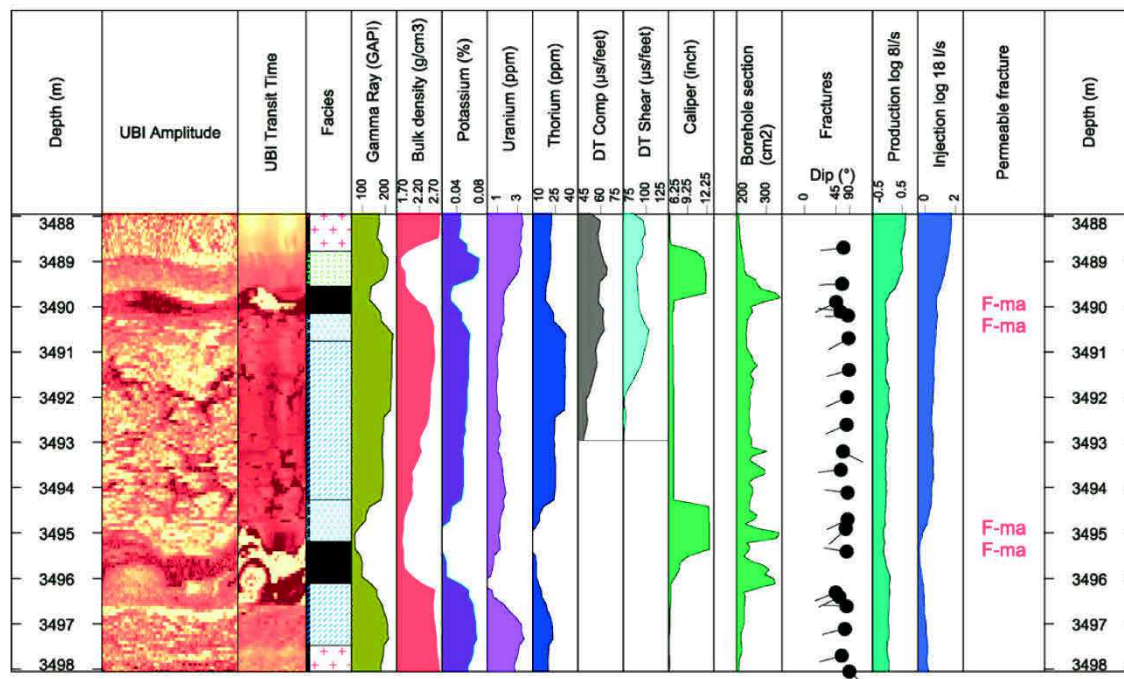 Depth (m)
UBI Amplitude
UBI Transit Time
Facies
Gamma Ray (GAPI)
100 200
Bulk density (g/cm3)
1.70 2.20 2.70
Potassium (%)
0.04 0.08
Uranium (ppm)
1 3
Thorium (ppm)
10 25 40
DT Comp (µs/feet)
45 60 75
DT Shear (µs/feet)
75 100 125
Caliper (inch)
6.25 9.25 12.25
Borehole section
(cm2)
200 300
Fractures
Dip (°)
0 45 90
Production log 8l/s
-0.5 0.5
Injection log 18 l/s
0 2
Permeable fracture
Depth (m)
3488
3489
3490
3491
3492
3493
3494
3495
3496
3497
3498
F-ma
F-ma
F-ma
F-ma
3488
3489
3490
3491
3492
3493
3494
3495
3496
3497
3498